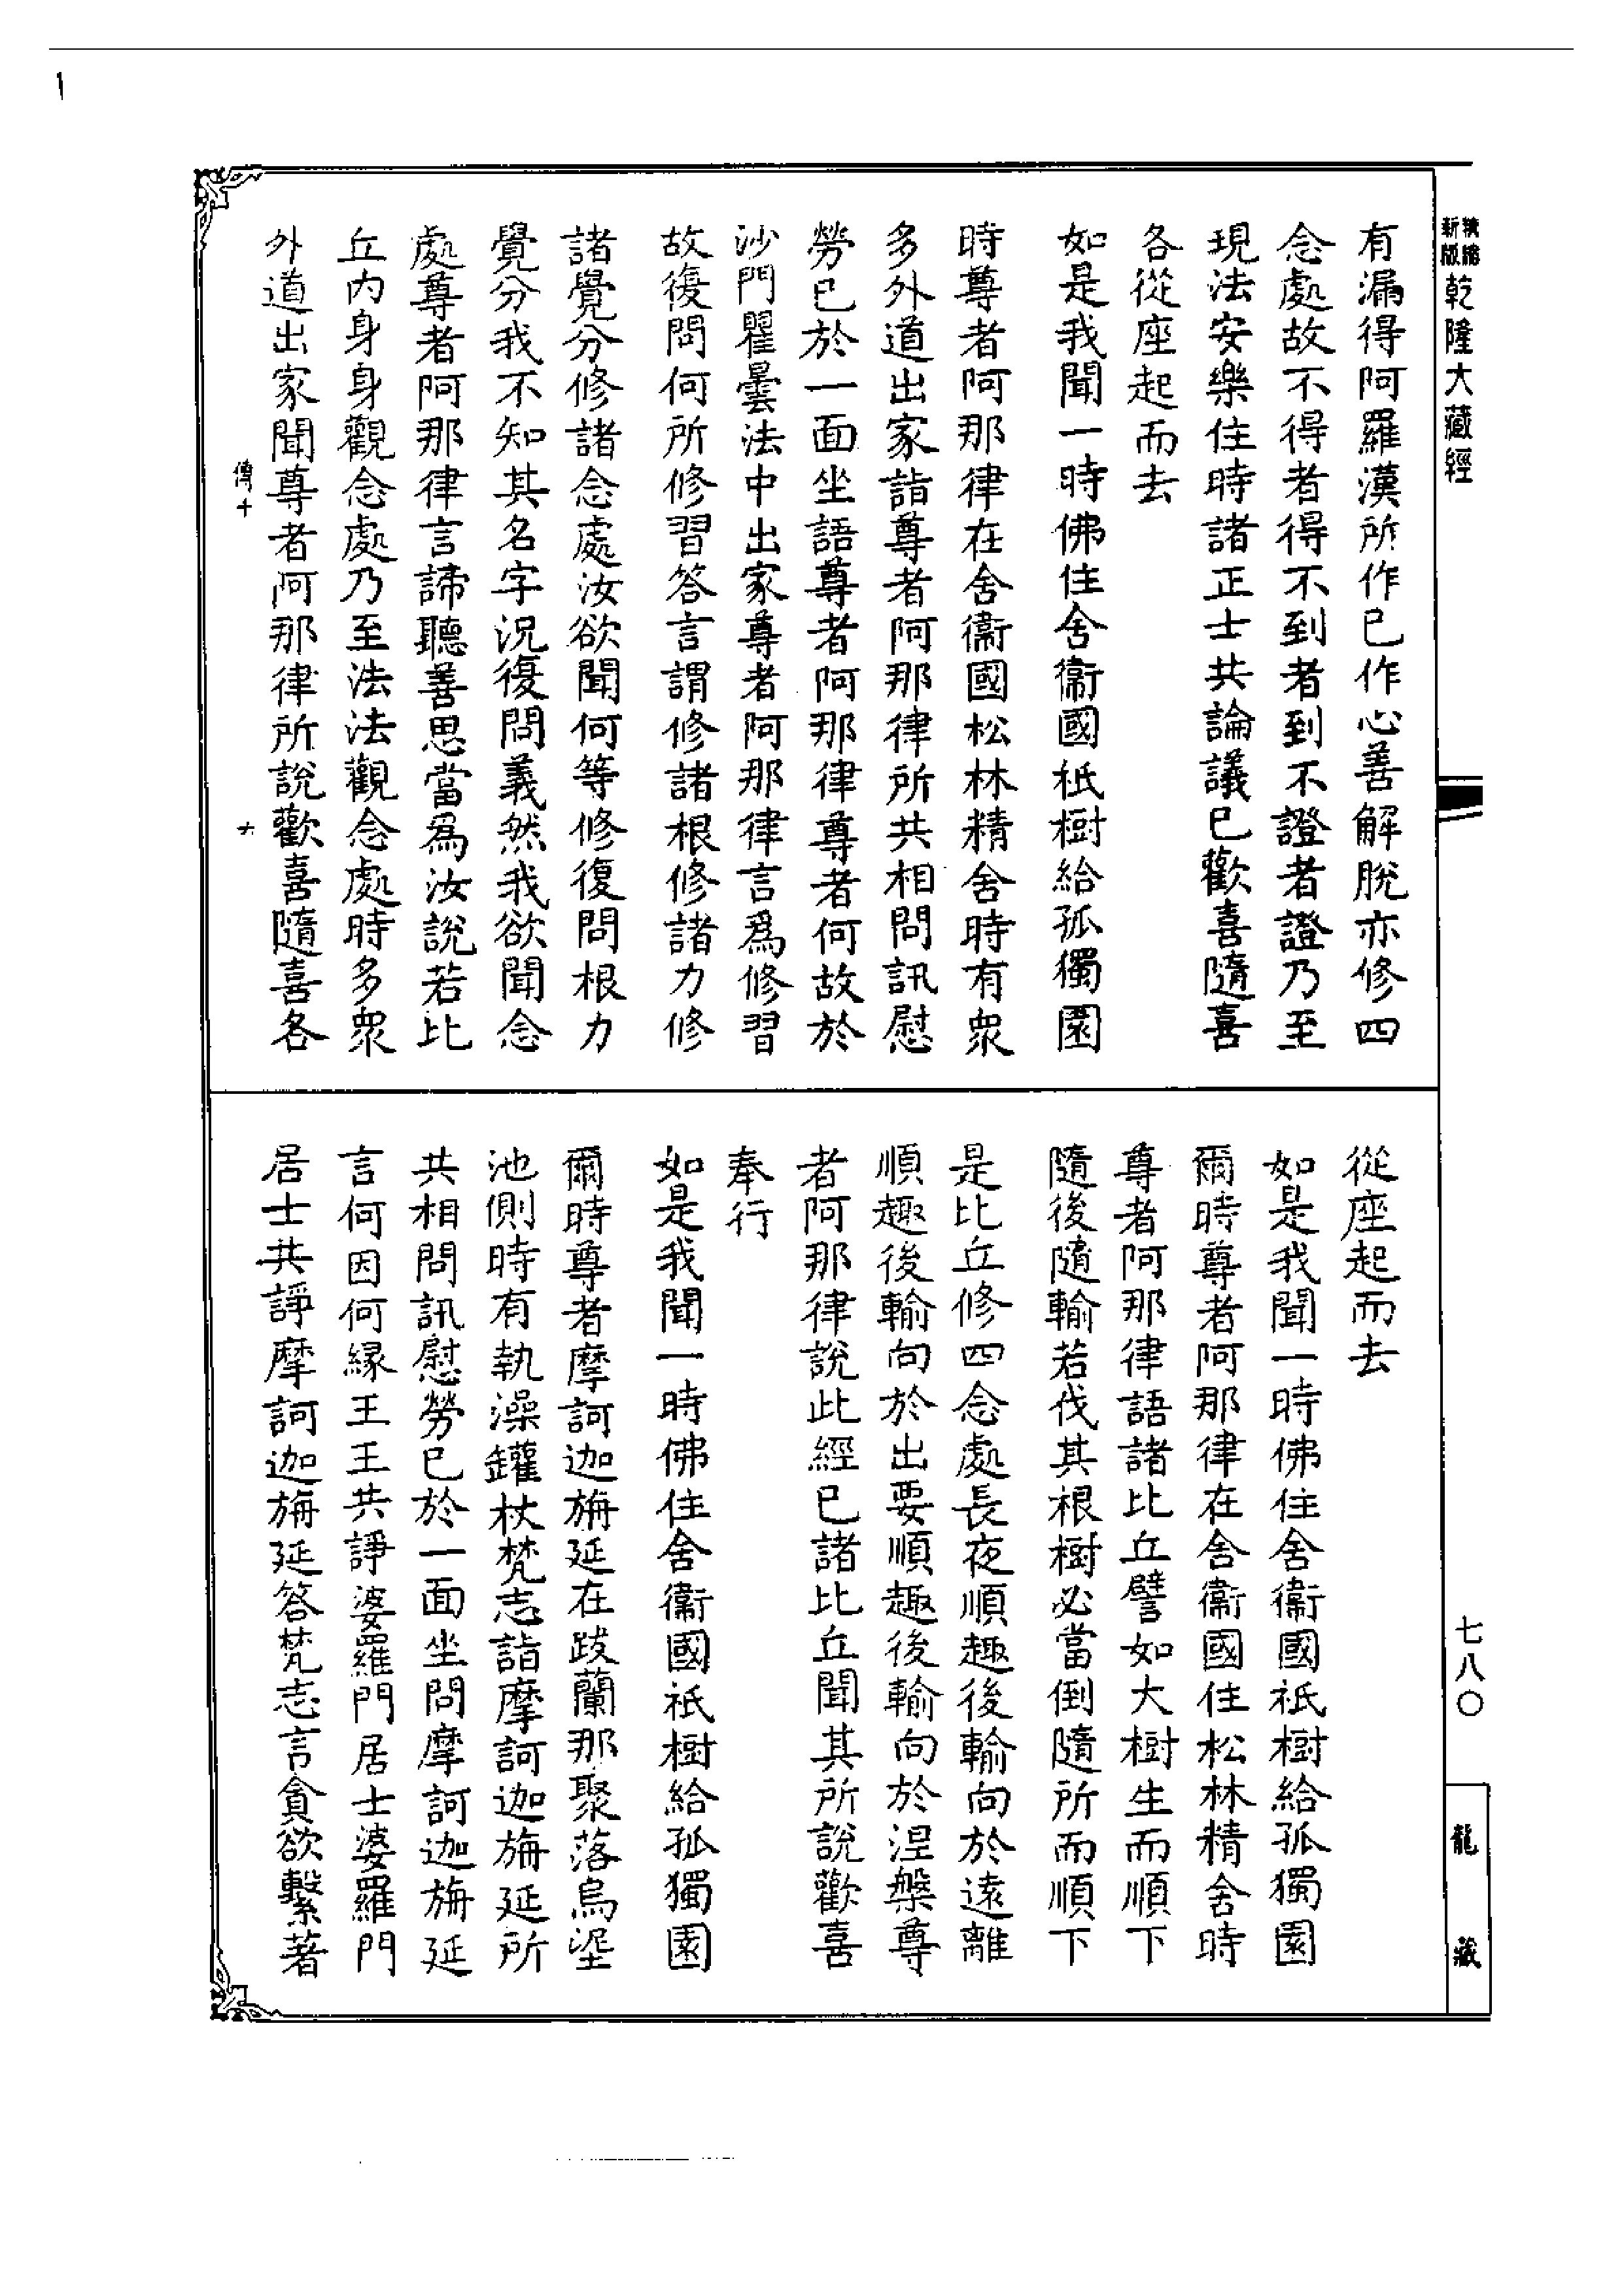 新版
精縮
乾隆大藏經
有漏得阿羅漢所作已作心善解脫亦修四
念處故不得者得不到者到不證者證乃至
現法安樂住時諸正士共論議已歡喜隨喜
各從座起而去
如是我聞一時佛住舍衞國祇樹給孤獨園
時尊者阿那律在舍衞國松林精舍時有衆
多外道出家詣尊者阿那律所共相問訊慰
勞已於一面坐語尊者阿那律尊者何故於
沙門瞿曇法中出家尊者阿那律言爲修習
故復問何所修習答言謂修諸根修諸力修
諸覺分修諸念處汝欲聞何等修復問根力
覺分我不知其名字況復問義然我欲聞念
處尊者阿那律言諦聽善思當爲汝說若比
丘內身身觀念處乃至法法觀念處時多衆
外道出家聞尊者阿那律所說歡喜隨喜各
傳十
從座起而去
如是我聞一時佛住舍衞國祇樹給孤獨園
爾時尊者阿那律在舍衞國住松林精舍時
尊者阿那律語諸比丘譬如大樹生而順下
隨後隨輸若伐其根樹必當倒隨所而順下
是比丘修四念處長夜順趣後輸向於遠離
順趣後輸向於出要順趣後輸向於涅槃尊
者阿那律說此經已諸比丘聞其所說歡喜
奉行
如是我聞一時佛住舍衞國祇樹給孤獨園
爾時尊者摩訶迦旃延在跋蘭那聚落烏埿
池側時有執澡鑵杖梵志詣摩訶迦旃延所
共相問訊慰勞已於一面坐問摩訶迦旃延
言何因何緣王王共諍婆羅門居士婆羅門
居士共諍摩訶迦旃延答梵志言貪欲繫著
七八〇
龍藏